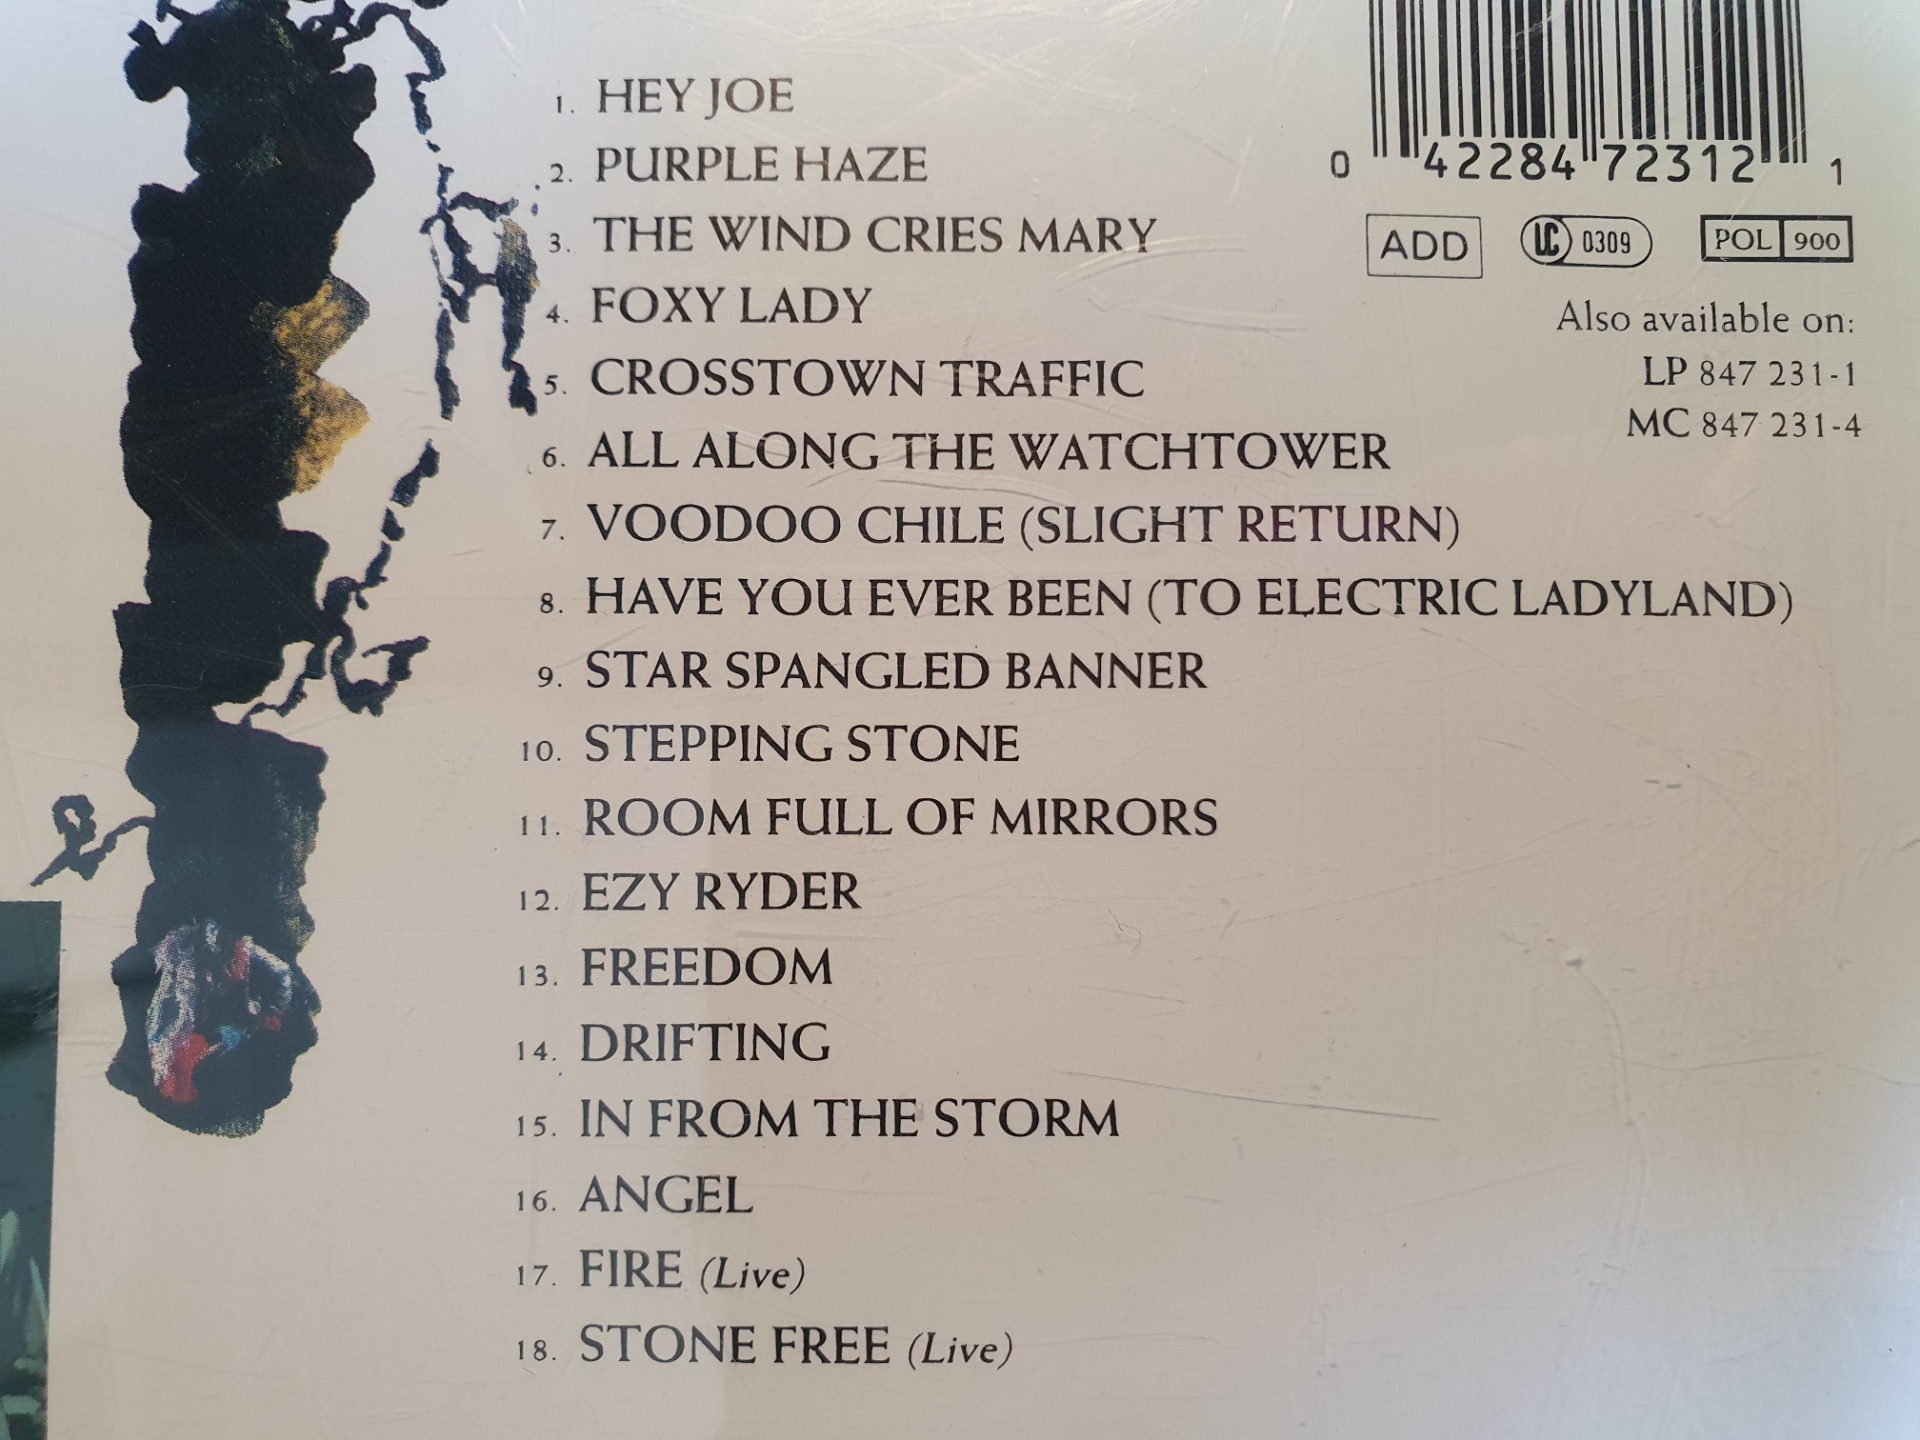 1. HEY JOE
2. PURPLE HAZE
3. THE WIND CRIES MARY
4. FOXY LADY
5. CROSSTOWN TRAFFIC
6. ALL ALONG THE WATCHTOWER
7. VOODOO CHILE (SLIGHT RETURN)
8. HAVE YOU EVER BEEN (TO ELECTRIC LADYLAND)
9. STAR SPANGLED BANNER
10. STEPPING STONE
11. ROOM FULL OF MIRRORS
12. EZY RYDER
13. FREEDOM
14. DRIFTING
15. IN FROM THE STORM
16. ANGEL
17. FIRE (Live)
18. STONE FREE (Live)
0 42284 72312 1
ADD LC 0309 POL 900
Also available on:
LP 847 231-1
MC 847 231-4